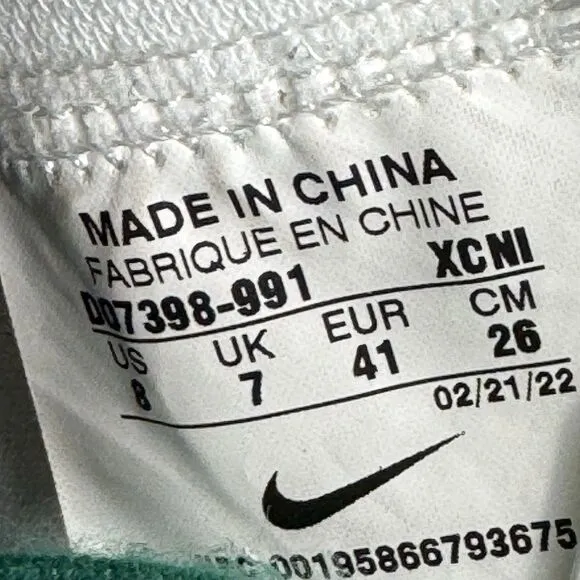 MADE IN CHINA
FABRIQUE EN CHINE
DO7398-991 XCNI
US UK EUR CM
8 7 41 26
02/21/22
00195866793675